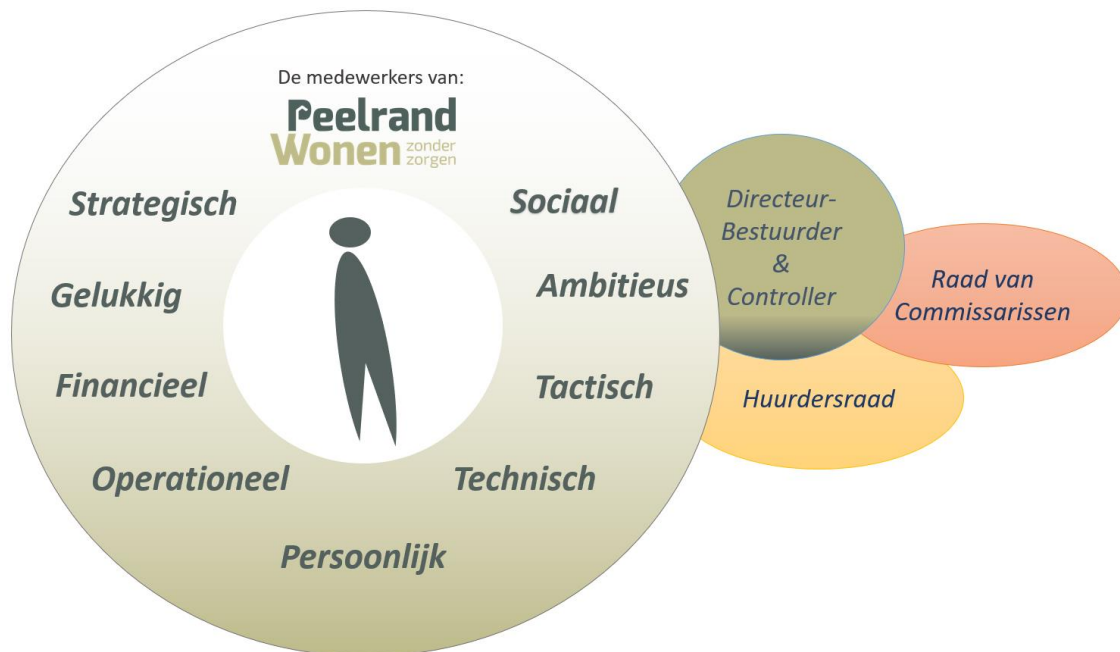 De medewerkers van:
Peelrand
Wonen zonder
zorgen
Strategisch
Sociaal
Gelukkig
Ambitieus
Financieel
Tactisch
Operationeel
Technisch
Persoonlijk
Directeur-
Bestuurder
&
Controller
Raad van
Commissarissen
Huurdersraad